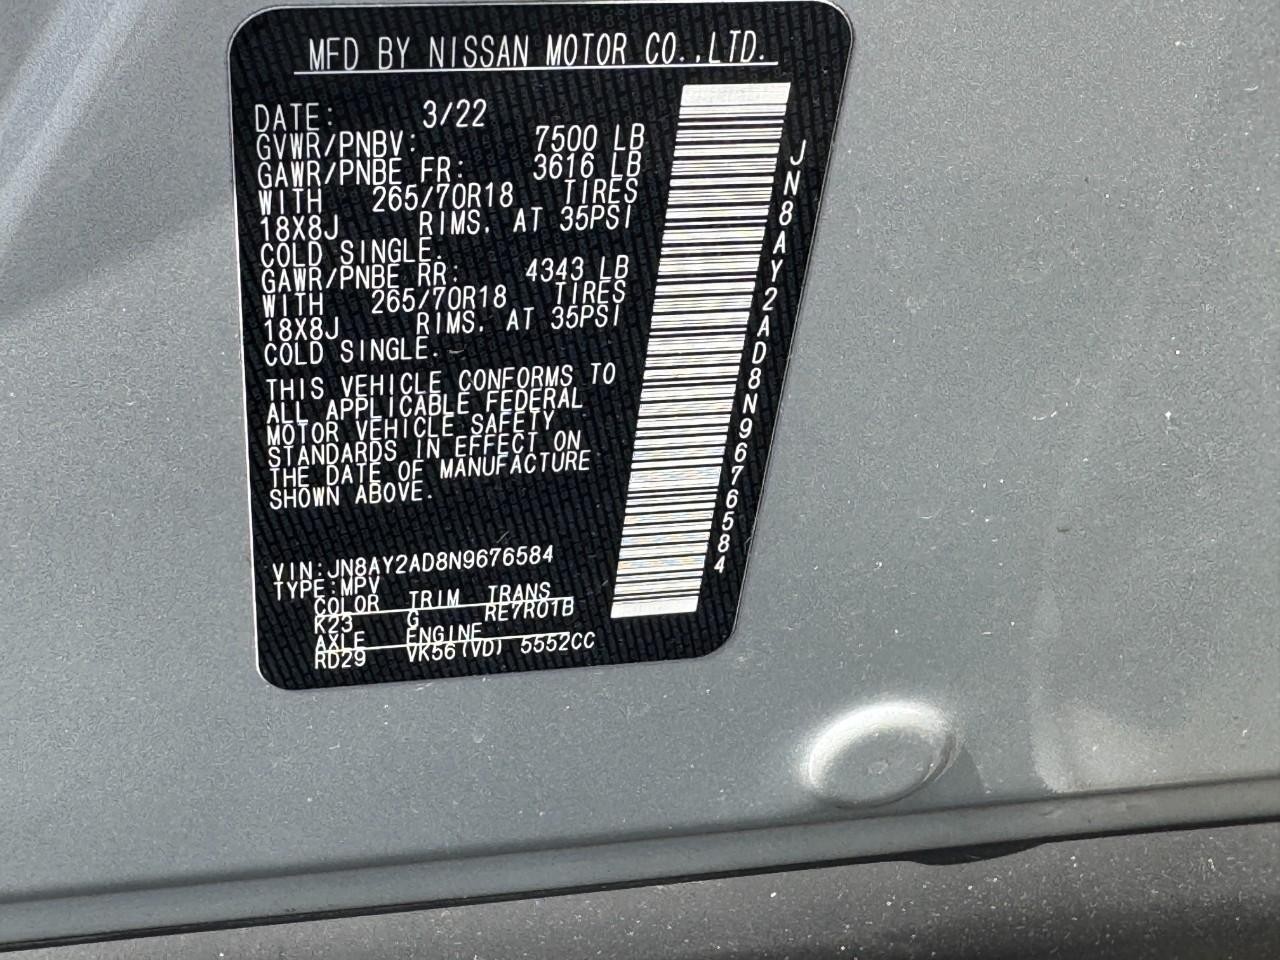 MFD BY NISSAN MOTOR CO.,LTD.
DATE: 3/22
GVWR/PNBV: 7500 LB
GAWR/PNBE FR: 3616 LB
WITH 265/70R18 TIRES
18X8J RIMS. AT 35PSI
COLD SINGLE.
GAWR/PNBE RR: 4343 LB
WITH 265/70R18 TIRES
18X8J RIMS. AT 35PSI
COLD SINGLE.
THIS VEHICLE CONFORMS TO
ALL APPLICABLE FEDERAL
MOTOR VEHICLE SAFETY
STANDARDS IN EFFECT ON
THE DATE OF MANUFACTURE
SHOWN ABOVE.
VIN:JN8AY2AD8N9676584
TYPE:MPV
COLOR TRIM TRANS
K23 G RE7R01B
AXLE ENGINE
RD29 VK56(VD) 5552CC
JN8AY2AD8N9676584